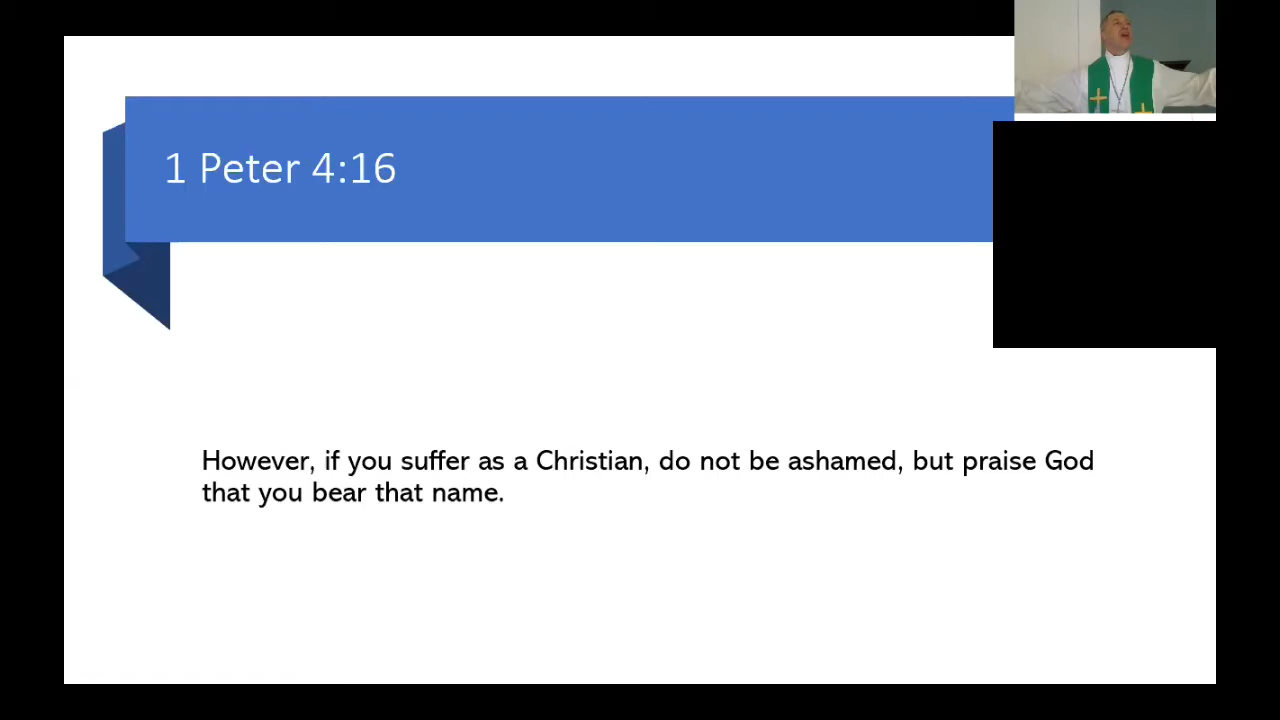 1 Peter 4:16
However, if you suffer as a Christian, do not be ashamed, but praise God
that you bear that name.